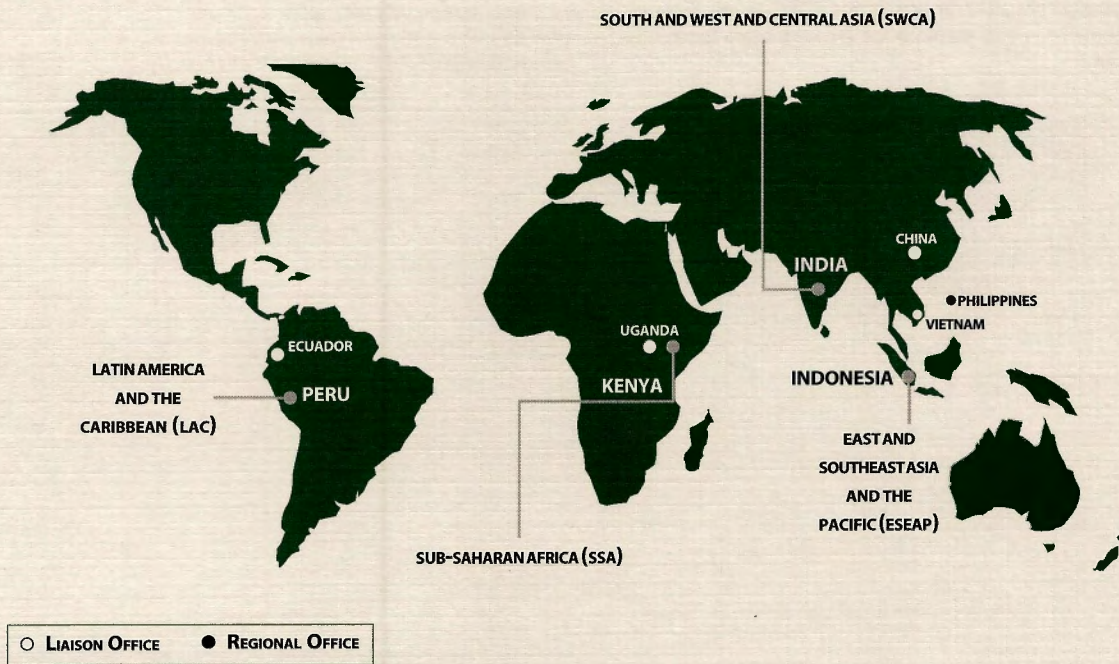 SOUTH AND WEST AND CENTRAL ASIA (SWCA)
CHINA
INDIA
PHILIPPINES
VIETNAM
UGANDA
ECUADOR
LATIN AMERICA
AND THE
CARIBBEAN (LAC)
PERU
KENYA
INDONESIA
EAST AND
SOUTHEAST ASIA
AND THE
PACIFIC (ESEAP)
SUB-SAHARAN AFRICA (SSA)
LIAISON OFFICE
REGIONAL OFFICE